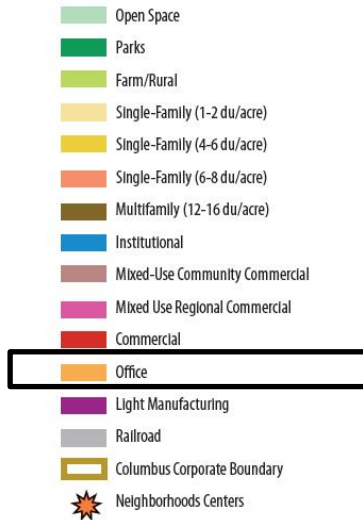 Open Space
Parks
Farm/Rural
Single-Family (1-2 du/acre)
Single-Family (4-6 du/acre)
Single-Family (6-8 du/acre)
Multifamily (12-16 du/acre)
Institutional
Mixed-Use Community Commercial
Mixed Use Regional Commercial
Commercial
Office
Light Manufacturing
Railroad
Columbus Corporate Boundary
Neighborhoods Centers